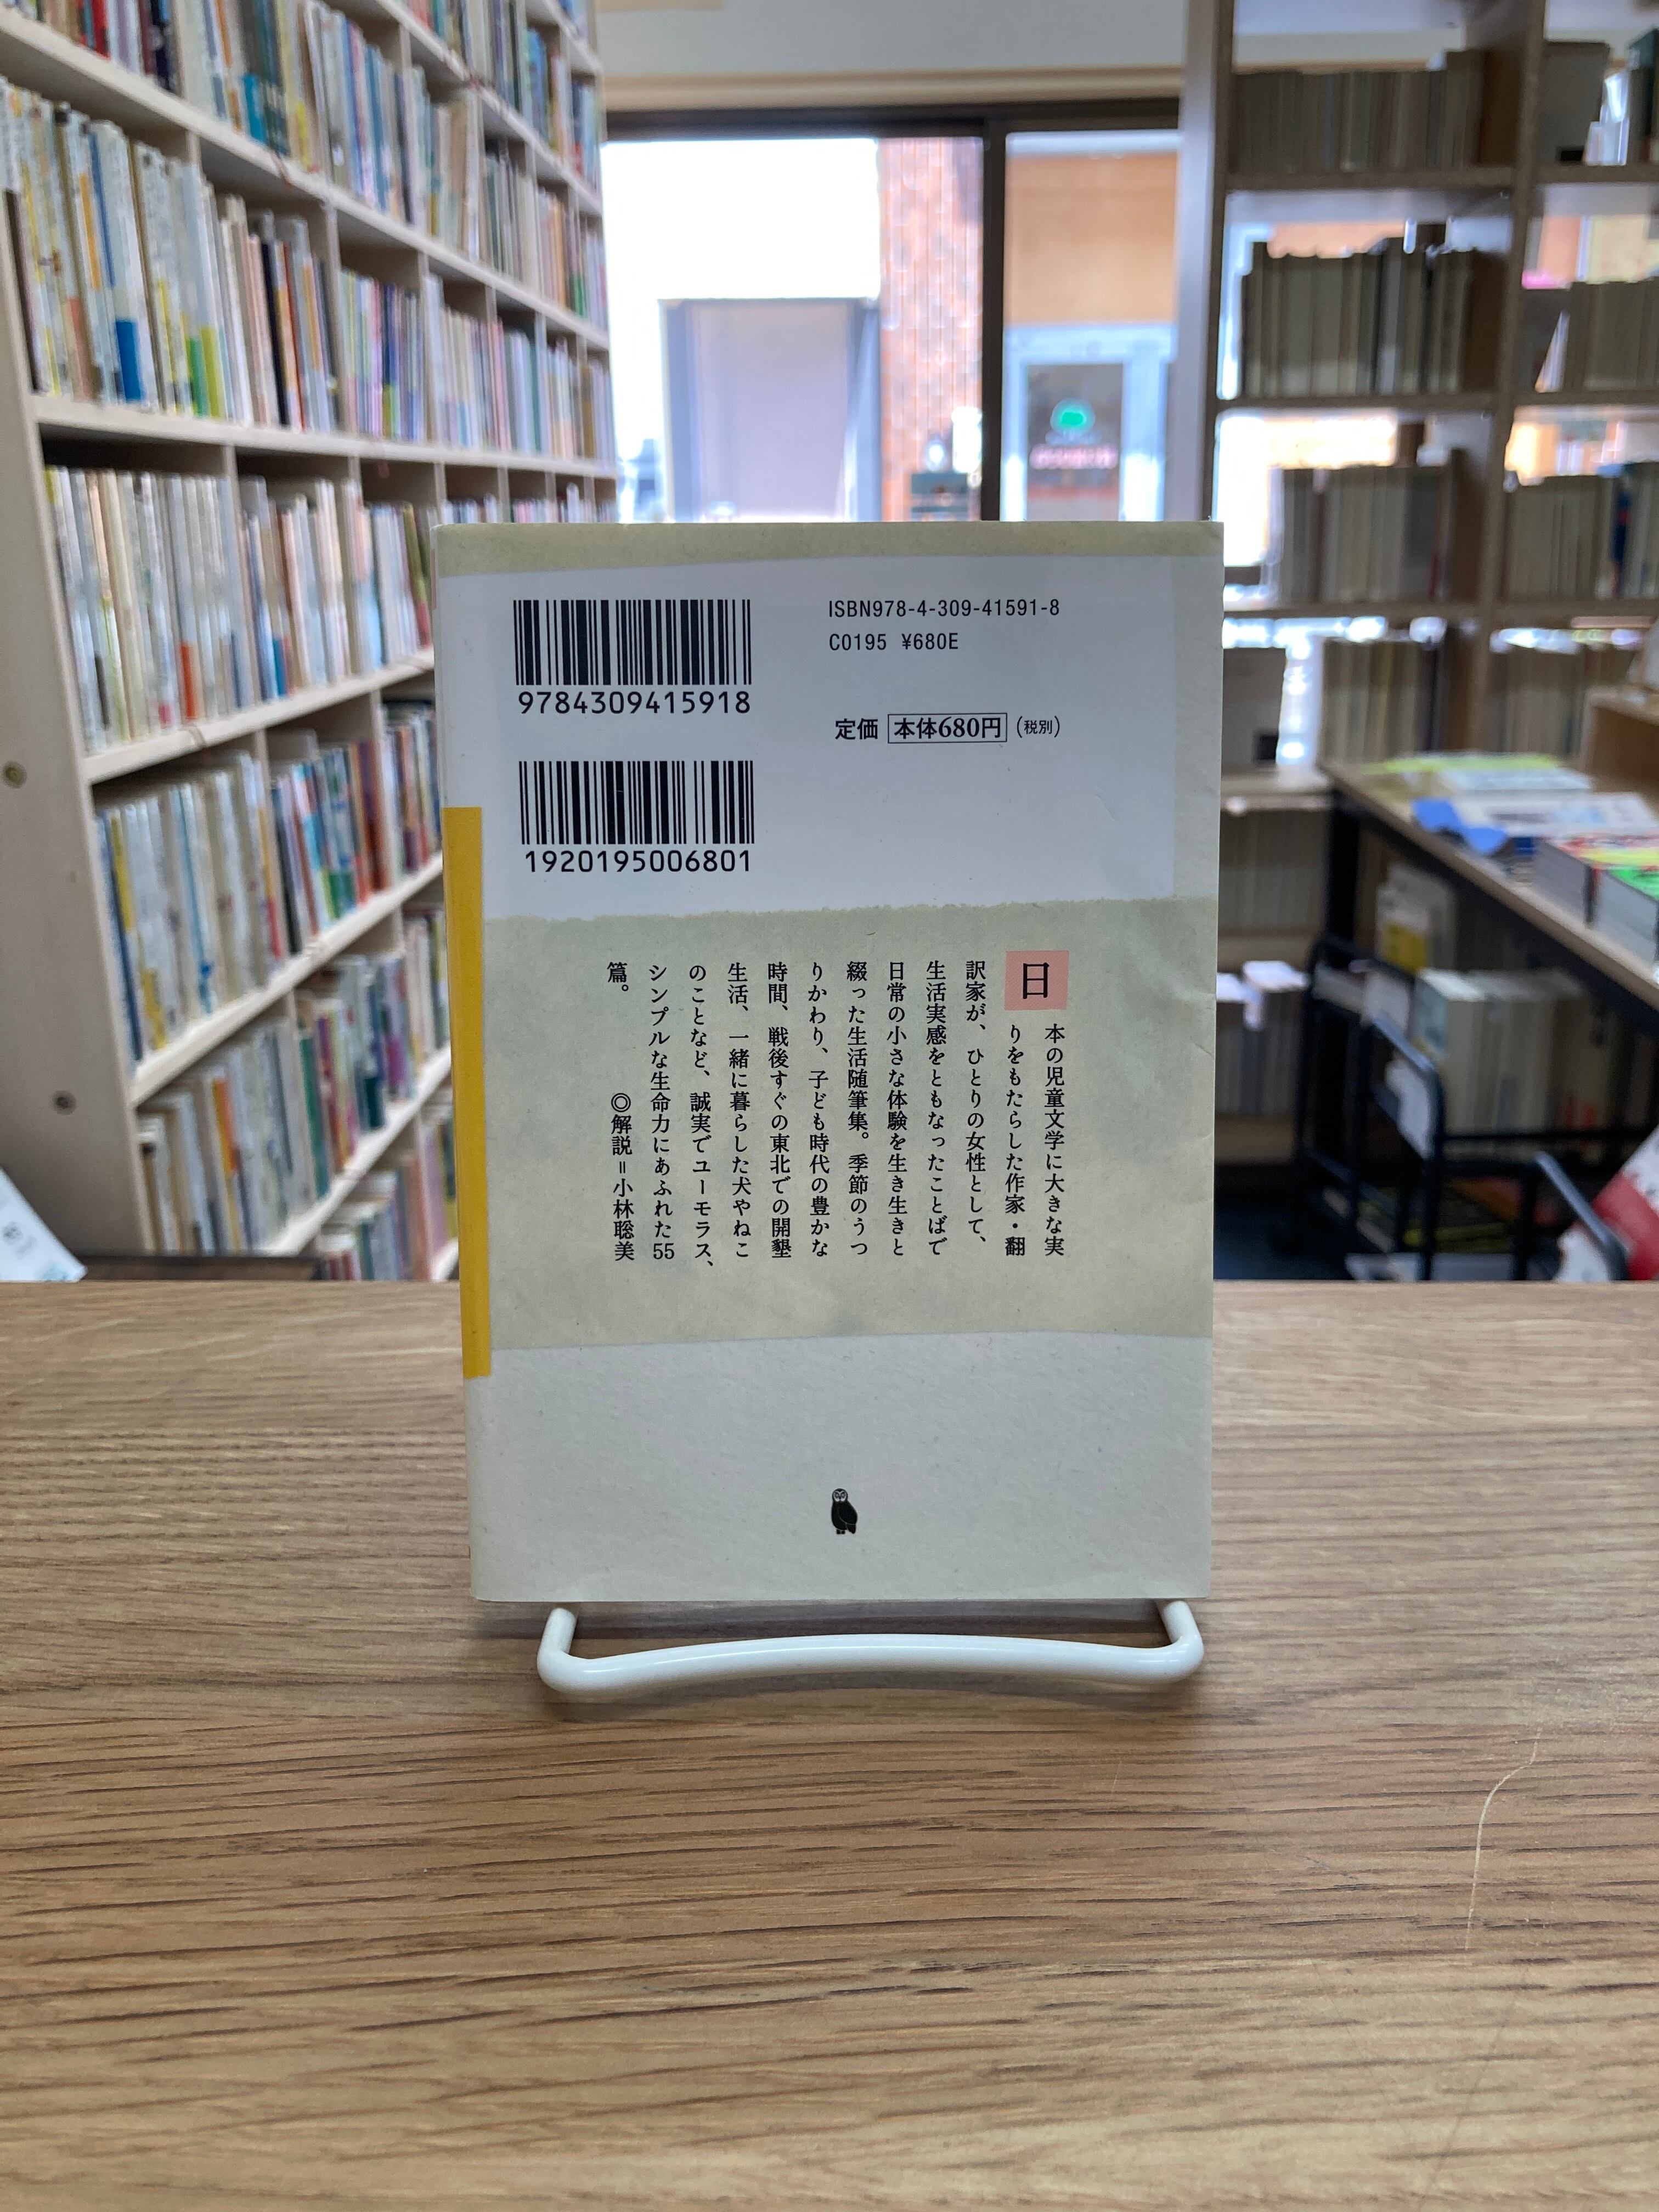 9784309415918
1920195006801
ISBN978-4-309-41591-8
C0195 ¥680E
定価 本体680円 (税別)
日本の児童文学に大きな実
りをもたらした作家・翻
訳家が、ひとりの女性として、
生活実感をともなったことばで
日常の小さな体験を生き生きと
綴った生活随筆集。季節のうつ
りかわり、子ども時代の豊かな
時間、戦後すぐの東北での開墾
生活、一緒に暮らした犬やねこ
のことなど、誠実でユーモラス、
シンプルな生命力にあふれた55
篇。 ◎解説=小林聡美